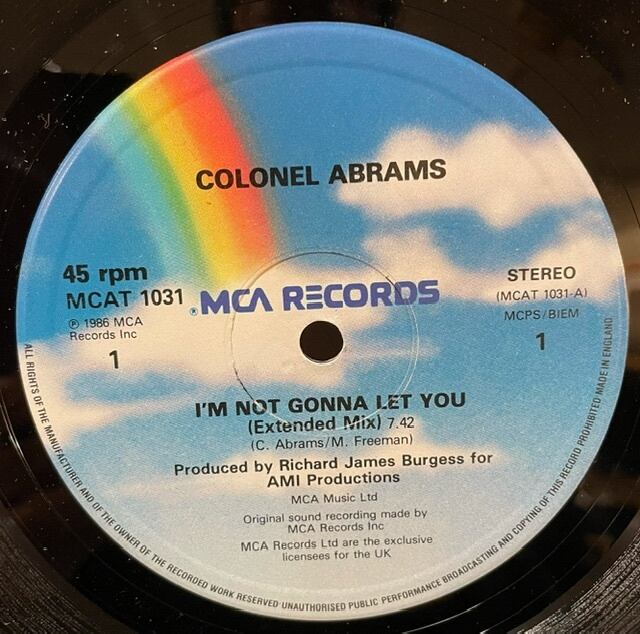 COLONEL ABRAMS
45 rpm
MCAT 1031
℗ 1986 MCA
Records Inc
1
® MCA RECORDS
STEREO
(MCAT 1031-A)
MCPS/BIEM
1
I'M NOT GONNA LET YOU
(Extended Mix) 7.42
(C. Abrams/M. Freeman)
Produced by Richard James Burgess for
AMI Productions
MCA Music Ltd
Original sound recording made by
MCA Records Inc
MCA Records Ltd are the exclusive
licensees for the UK
ALL RIGHTS OF THE MANUFACTURER AND OF THE OWNER OF THE RECORDED WORK RESERVED UNAUTHORISED PUBLIC PERFORMANCE BROADCASTING AND COPYING OF THIS RECORD PROHIBITED MADE IN ENGLAND